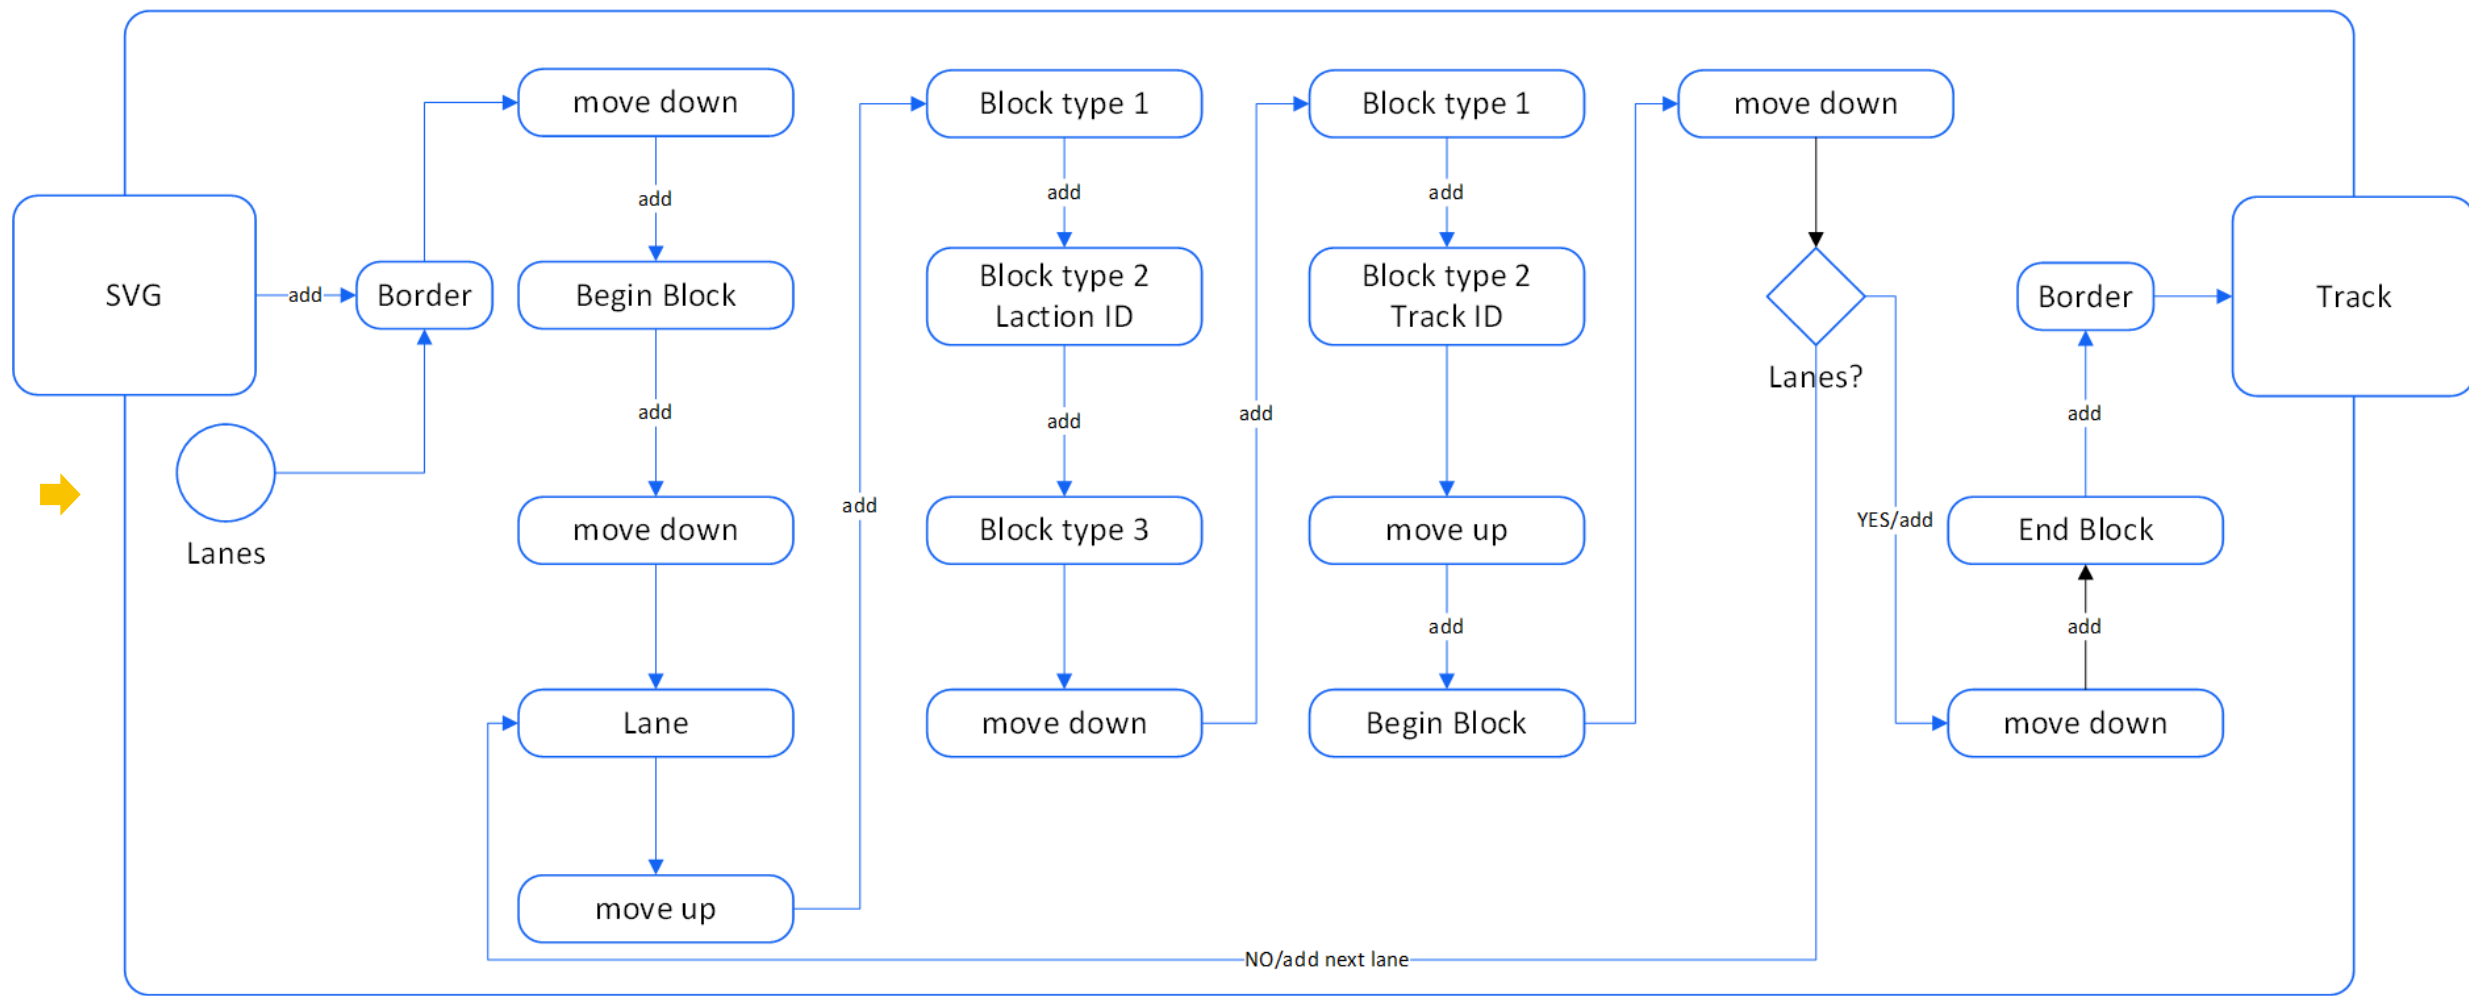 SVG
add
Border
Lanes
move down
add
Begin Block
add
move down
Lane
move up
add
Block type 1
add
Block type 2
Laction ID
add
Block type 3
move down
add
Block type 1
add
Block type 2
Track ID
move up
add
Begin Block
move down
Lanes?
NO/add next lane
YES/add
move down
add
End Block
add
Border
Track